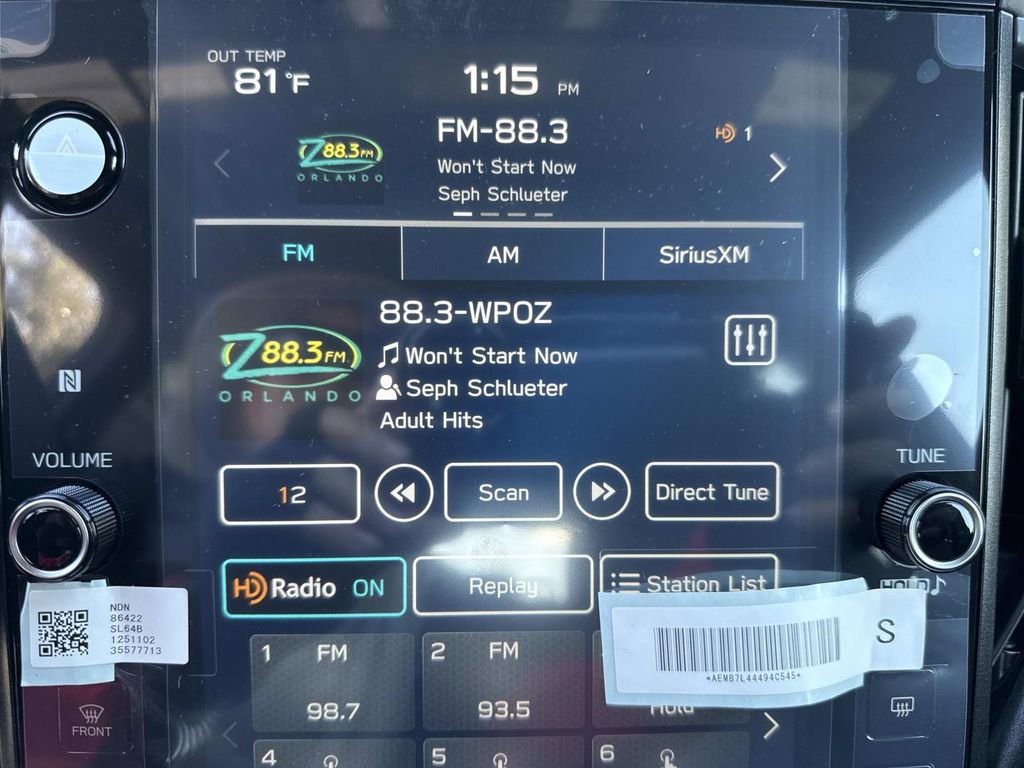 OUT TEMP
81°F
1:15 PM
FM-88.3
HD 1
Won't Start Now
Seph Schlueter
Z88.3FM
ORLANDO
FM
AM
SiriusXM
88.3-WPOZ
Won't Start Now
Seph Schlueter
Adult Hits
Z88.3FM
ORLANDO
N
VOLUME
TUNE
12
Scan
Direct Tune
HD Radio ON
Replay
Station List
NDN
86422
SL64B
1251102
35577713
S
*AEMB7L44494C545*
1 FM
98.7
2 FM
93.5
Hold
FRONT
4
5
6